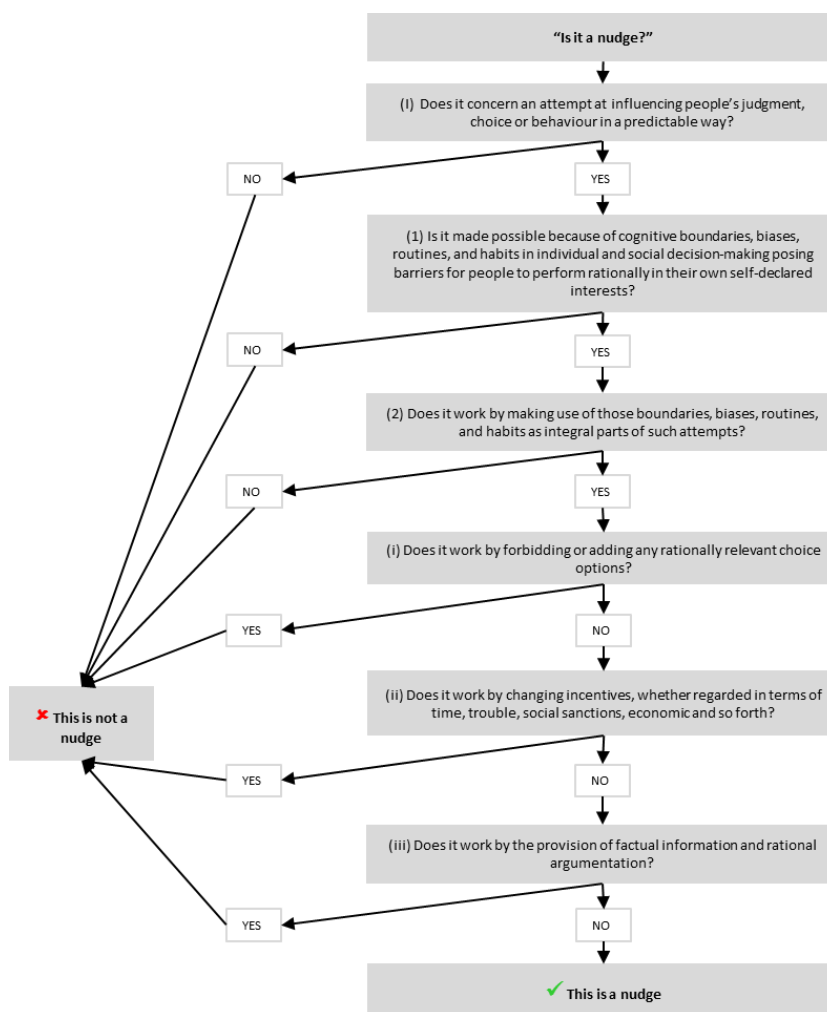 “Is it a nudge?”
(I) Does it concern an attempt at influencing people’s judgment,
choice or behaviour in a predictable way?
NO
YES
(1) Is it made possible because of cognitive boundaries, biases,
routines, and habits in individual and social decision-making posing
barriers for people to perform rationally in their own self-declared
interests?
NO
YES
(2) Does it work by making use of those boundaries, biases, routines,
and habits as integral parts of such attempts?
NO
YES
(i) Does it work by forbidding or adding any rationally relevant choice
options?
YES
NO
(ii) Does it work by changing incentives, whether regarded in terms of
time, trouble, social sanctions, economic and so forth?
YES
NO
(iii) Does it work by the provision of factual information and rational
argumentation?
YES
NO
✘ This is not a
nudge
✓ This is a nudge